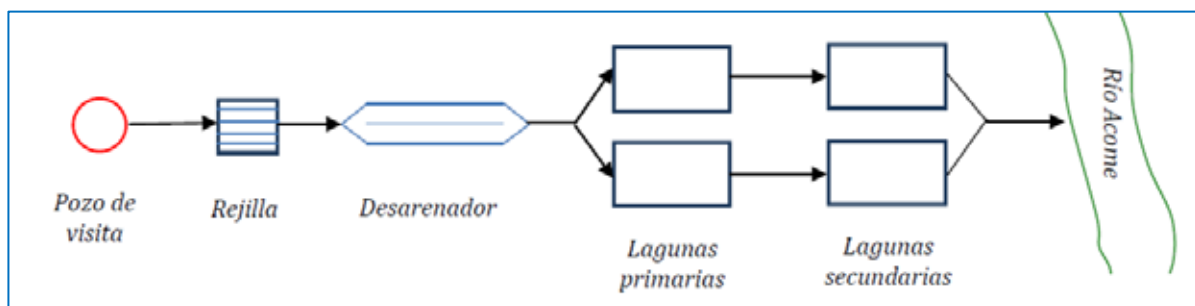 Pozo de
visita
Rejilla
Desarenador
Lagunas
primarias
Lagunas
secundarias
Río Acome